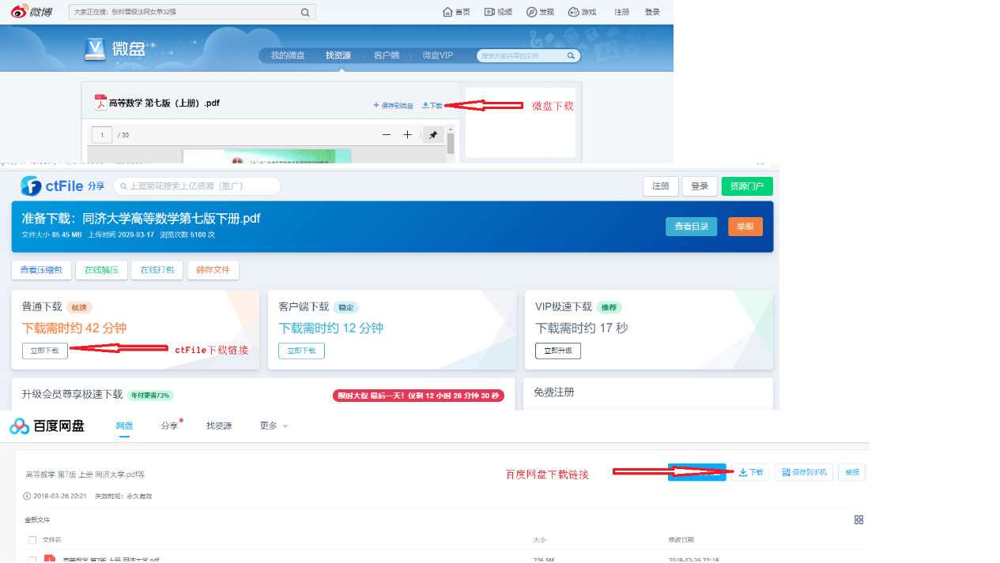 微博
大家正在搜：张帅晋级法网女单32强
首页 视频 发现 游戏 注册 登录
微盘
我的微盘 找资源 客户端 微盘VIP 搜索大家共享的文件
高等数学 第七版（上册）.pdf
+ 保存到微盘 下载
微盘下载
1 / 30
ctFile 分享 上蓝菊花搜索上亿资源（推广） 注册 登录 资源门户
准备下载：同济大学高等数学第七版下册.pdf
文件大小 85.45 MB 上传时间 2020-03-17 浏览次数 5100 次
查看目录 举报
查看压缩包 在线解压 在线打包 转存文件
普通下载 低速
下载需时约 42 分钟
立即下载
ctFile下载链接
客户端下载 稳定
下载需时约 12 分钟
立即下载
VIP极速下载 推荐
下载需时约 17 秒
立即升级
升级会员尊享极速下载 年付更省73%
限时大促 最后一天！仅剩 12 小时 26 分钟 30 秒
免费注册
百度网盘 网盘 分享 找资源 更多
高等数学 第7版 上册 同济大学.pdf等
百度网盘下载链接
下载 保存到手机 举报
2018-03-26 22:21 失效时间：永久有效
全部文件
文件名 大小 修改日期
高等数学 第7版 上册 同济大学.pdf 236.5M 2018-03-26 22:18